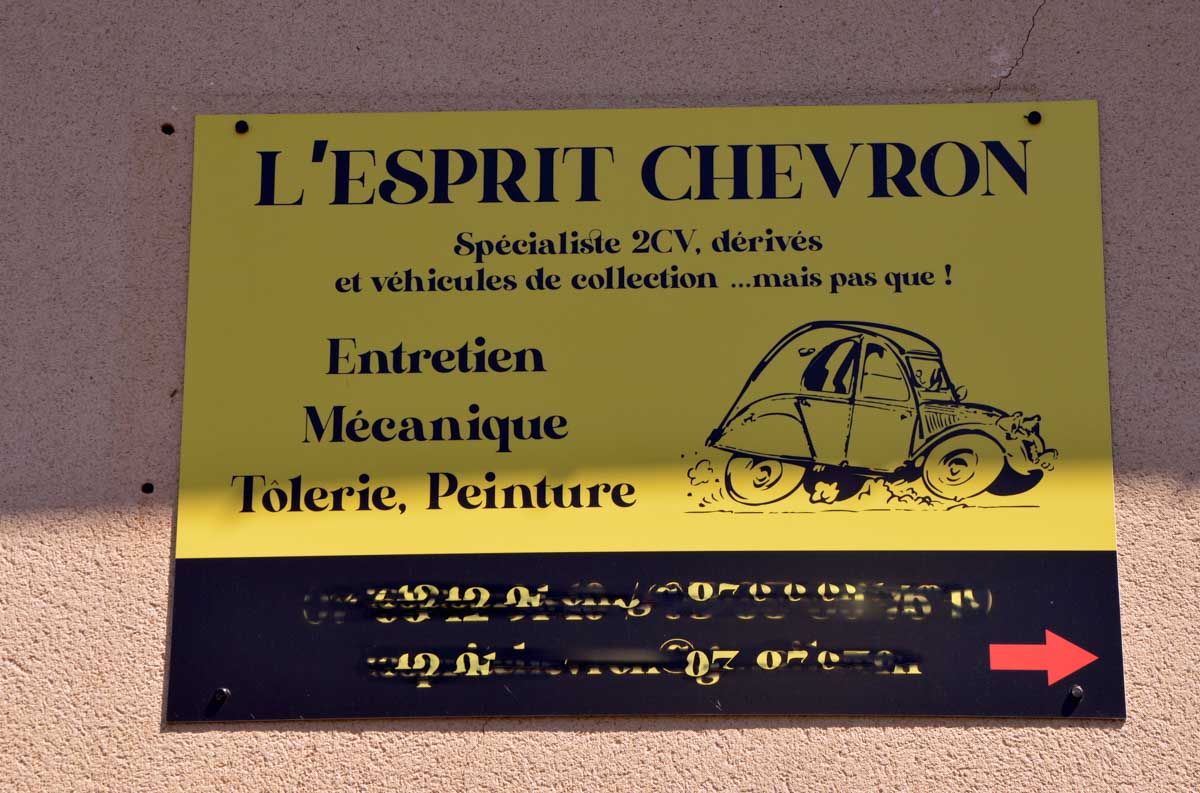 L'ESPRIT CHEVRON
Spécialiste 2CV, dérivés
et véhicules de collection ...mais pas que !
Entretien
Mécanique
Tôlerie, Peinture